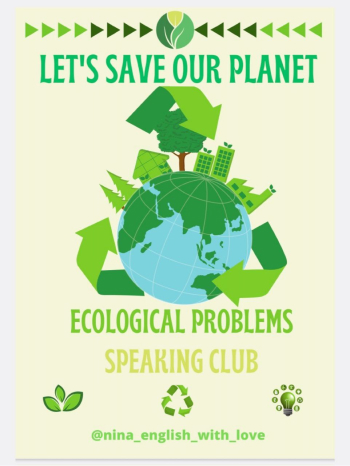 LET'S SAVE OUR PLANET
ECOLOGICAL PROBLEMS
SPEAKING CLUB
@nina_english_with_love